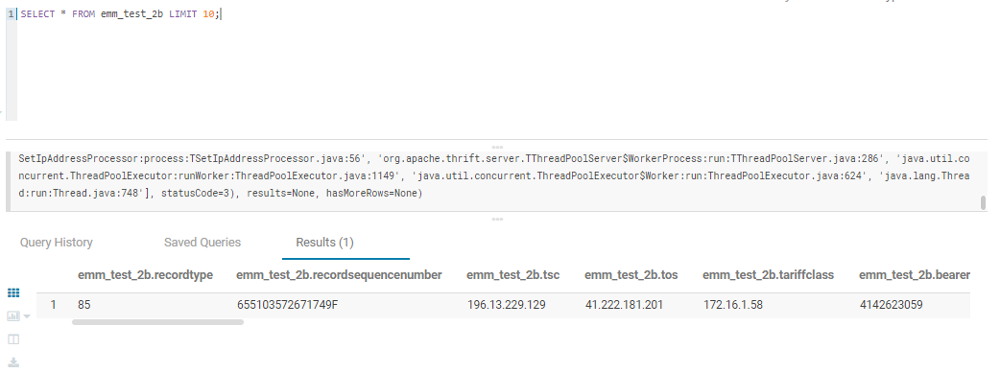 1 SELECT * FROM emm_test_2b LIMIT 10;
SetIpAddressProcessor:process:TSetIpAddressProcessor.java:56', 'org.apache.thrift.server.TThreadPoolServer$WorkerProcess:run:TThreadPoolServer.java:286', 'java.util.co
ncurrent.ThreadPoolExecutor:runWorker:ThreadPoolExecutor.java:1149', 'java.util.concurrent.ThreadPoolExecutor$Worker:run:ThreadPoolExecutor.java:624', 'java.lang.Threa
d:run:Thread.java:748'], statusCode=3), results=None, hasMoreRows=None)
Query History Saved Queries Results (1)
emm_test_2b.recordtype emm_test_2b.recordsequencenumber emm_test_2b.tsc emm_test_2b.tos emm_test_2b.tariffclass emm_test_2b.bearer
1 85 655103572671749F 196.13.229.129 41.222.181.201 172.16.1.58 4142623059